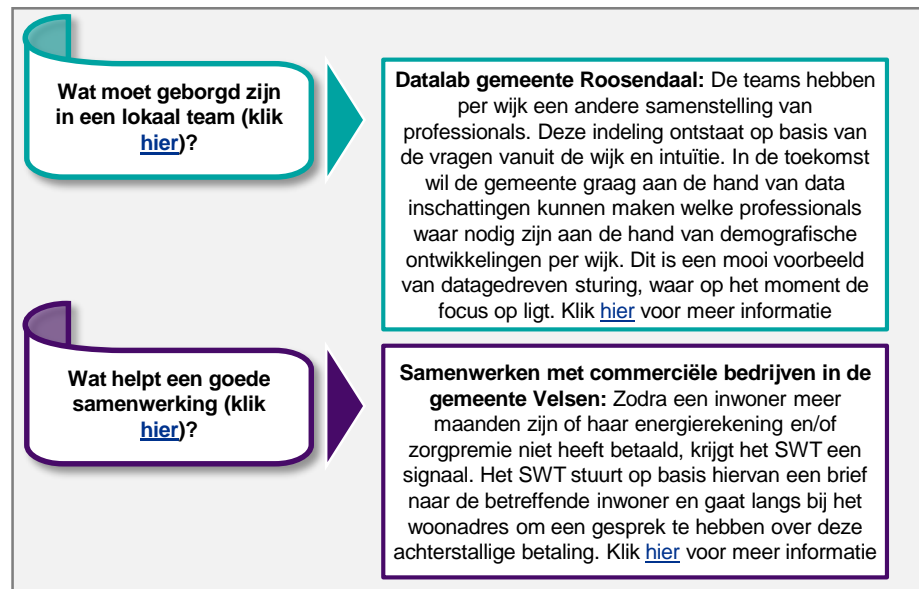 Wat moet geborgd zijn
in een lokaal team (klik
hier)?
Datalab gemeente Roosendaal: De teams hebben
per wijk een andere samenstelling van
professionals. Deze indeling ontstaat op basis van
de vragen vanuit de wijk en intuïtie. In de toekomst
wil de gemeente graag aan de hand van data
inschattingen kunnen maken welke professionals
waar nodig zijn aan de hand van demografische
ontwikkelingen per wijk. Dit is een mooi voorbeeld
van datagedreven sturing, waar op het moment de
focus op ligt. Klik hier voor meer informatie
Wat helpt een goede
samenwerking (klik
hier)?
Samenwerken met commerciële bedrijven in de
gemeente Velsen: Zodra een inwoner meer
maanden zijn of haar energierekening en/of
zorgpremie niet heeft betaald, krijgt het SWT een
signaal. Het SWT stuurt op basis hiervan een brief
naar de betreffende inwoner en gaat langs bij het
woonadres om een gesprek te hebben over deze
achterstallige betaling. Klik hier voor meer informatie